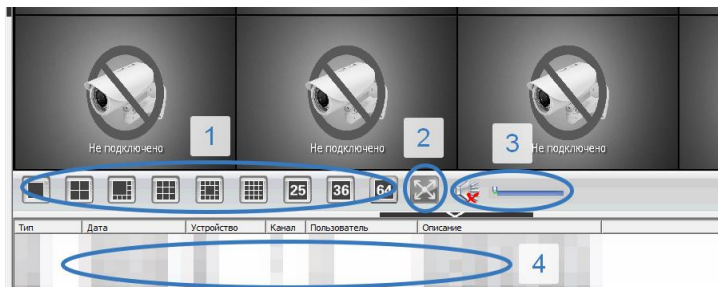 1
2
3
Не подключено
Не подключено
Не подключено
25
36
64
Тип
Дата
Устройство
Канал
Пользователь
Описание
4